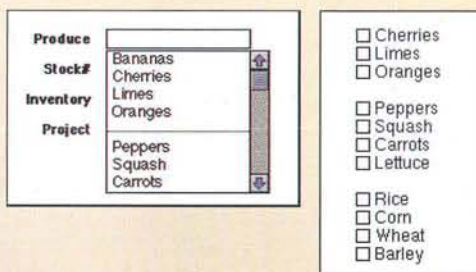 Produce
Stock#
Inventory
Project
Bananas
Cherries
Limes
Oranges
Peppers
Squash
Carrots
Cherries
Limes
Oranges
Peppers
Squash
Carrots
Lettuce
Rice
Corn
Wheat
Barley